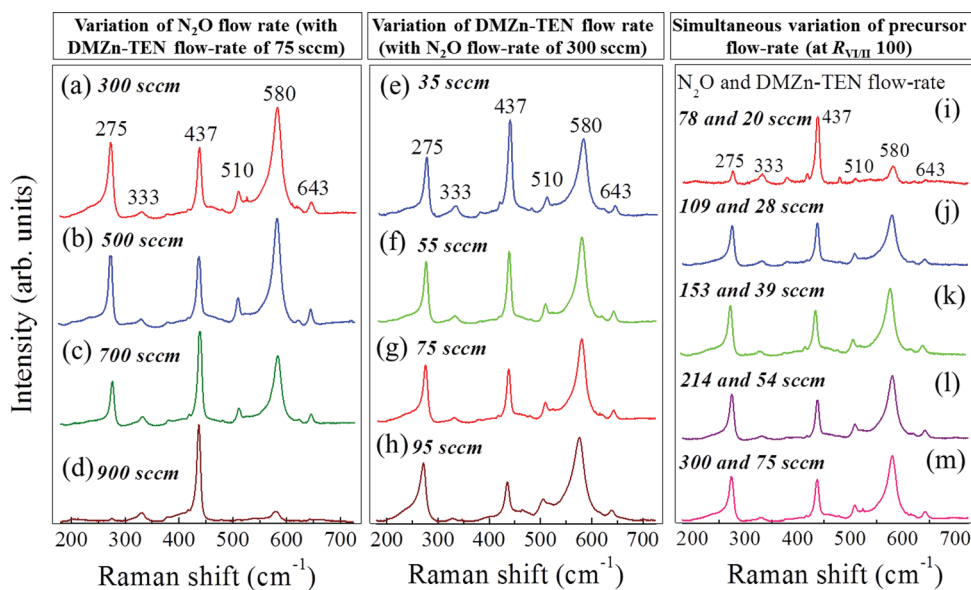 Variation of N₂O flow rate (with
DMZn-TEN flow-rate of 75 sccm)
(a) 300 sccm
275
333
437
510
580
643
(b) 500 sccm
(c) 700 sccm
(d) 900 sccm
200 300 400 500 600 700
Raman shift (cm⁻¹)
Intensity (arb. units)
Variation of DMZn-TEN flow rate
(with N₂O flow-rate of 300 sccm)
(e) 35 sccm
275
333
437
510
580
643
(f) 55 sccm
(g) 75 sccm
(h) 95 sccm
200 300 400 500 600 700
Raman shift (cm⁻¹)
Simultaneous variation of precursor
flow-rate (at R_VI/II 100)
N₂O and DMZn-TEN flow-rate
78 and 20 sccm (i)
275
333
437
510
580
643
109 and 28 sccm (j)
153 and 39 sccm (k)
214 and 54 sccm (l)
300 and 75 sccm (m)
200 300 400 500 600 700
Raman shift (cm⁻¹)